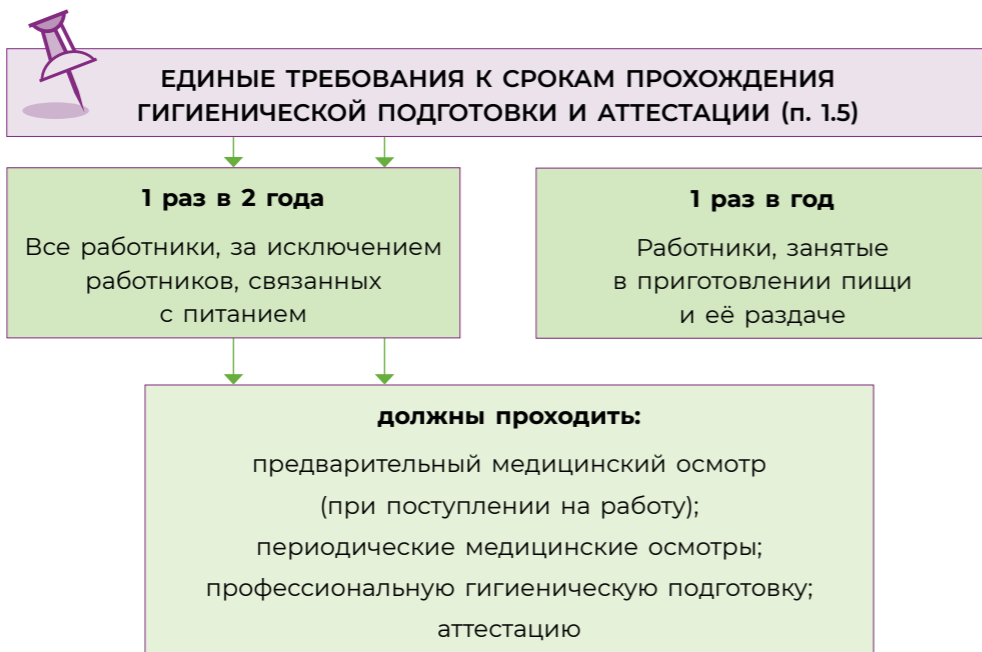 ЕДИНЫЕ ТРЕБОВАНИЯ К СРОКАМ ПРОХОЖДЕНИЯ
ГИГИЕНИЧЕСКОЙ ПОДГОТОВКИ И АТТЕСТАЦИИ (п. 1.5)
1 раз в 2 года
Все работники, за исключением
работников, связанных
с питанием
1 раз в год
Работники, занятые
в приготовлении пищи
и её раздаче
должны проходить:
предварительный медицинский осмотр
(при поступлении на работу);
периодические медицинские осмотры;
профессиональную гигиеническую подготовку;
аттестацию